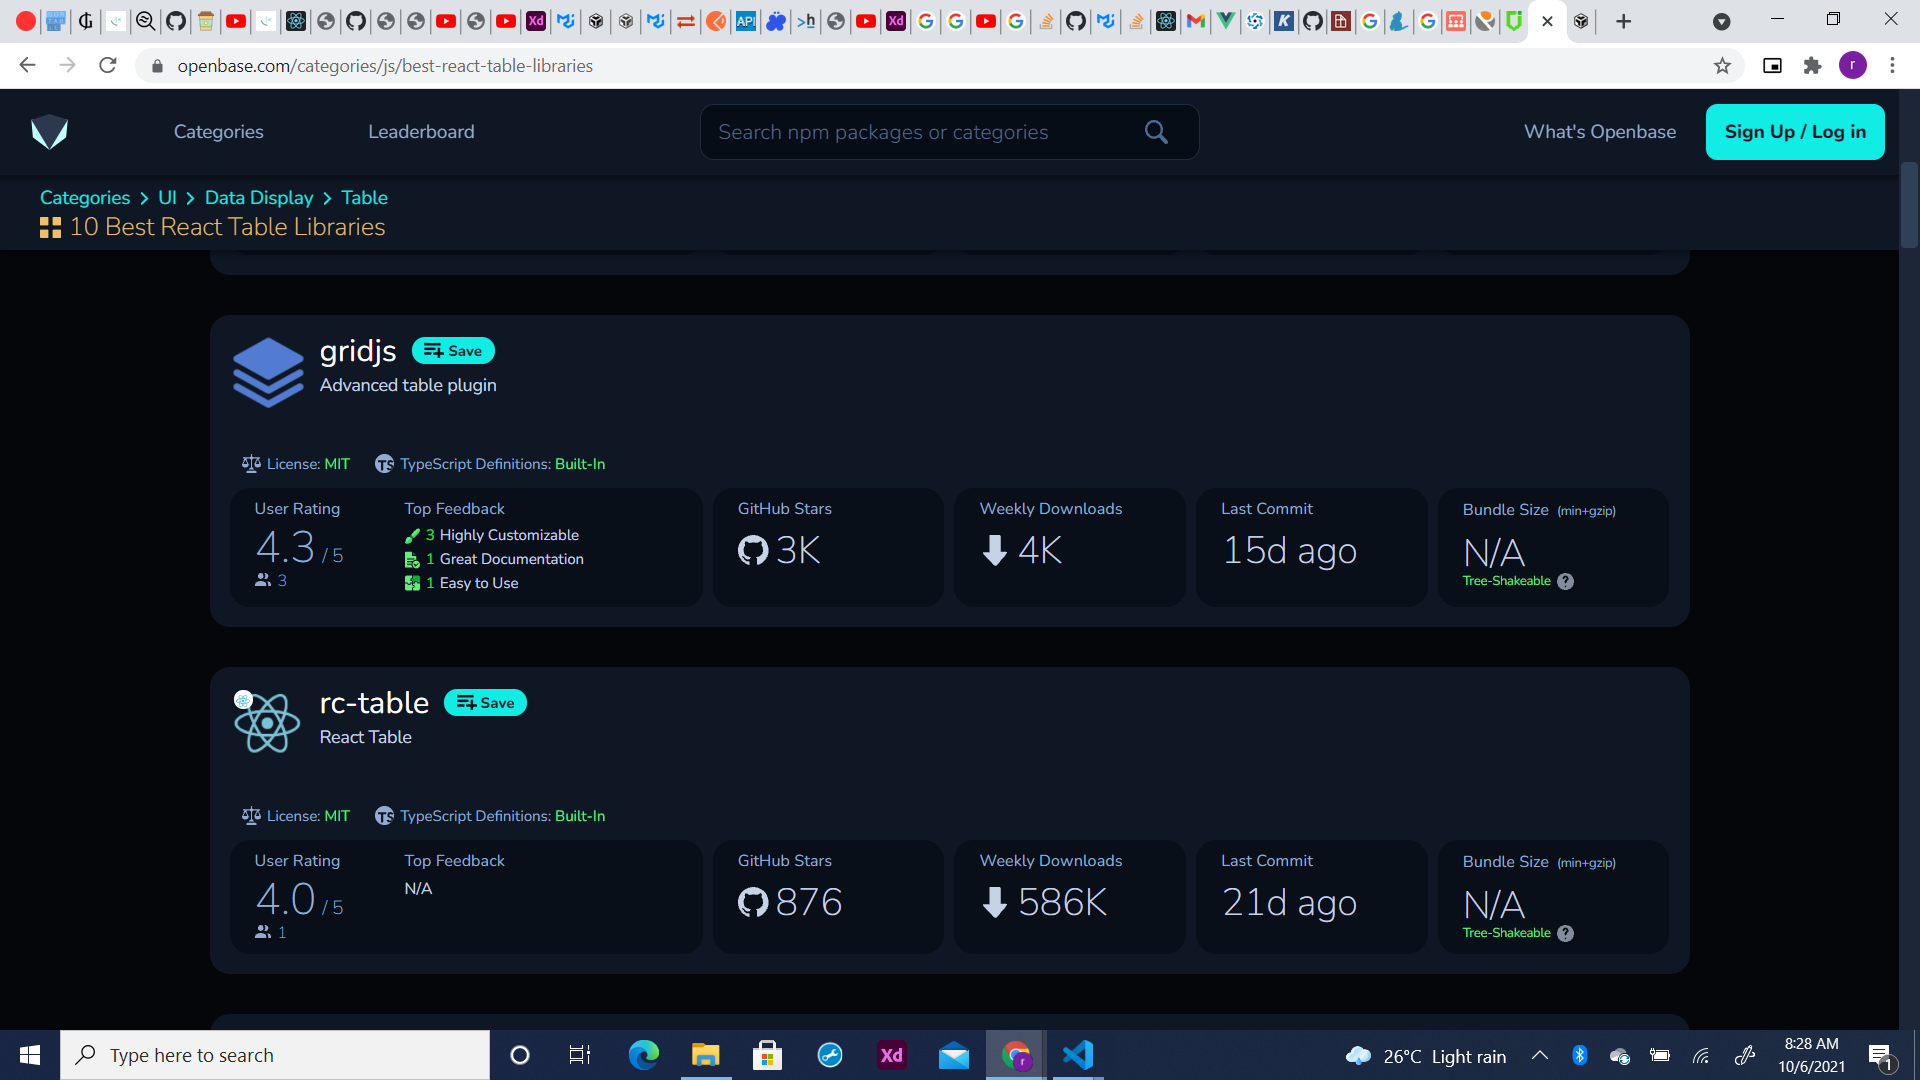 openbase.com/categories/js/best-react-table-libraries
r
Categories
Leaderboard
Search npm packages or categories
What's Openbase
Sign Up / Log in
Categories > UI > Data Display > Table
10 Best React Table Libraries
gridjs
Save
Advanced table plugin
License: MIT
TS TypeScript Definitions: Built-In
User Rating
4.3 / 5
3
Top Feedback
3 Highly Customizable
1 Great Documentation
1 Easy to Use
GitHub Stars
3K
Weekly Downloads
4K
Last Commit
15d ago
Bundle Size (min+gzip)
N/A
Tree-Shakeable ?
rc-table
Save
React Table
License: MIT
TS TypeScript Definitions: Built-In
User Rating
4.0 / 5
1
Top Feedback
N/A
GitHub Stars
876
Weekly Downloads
586K
Last Commit
21d ago
Bundle Size (min+gzip)
N/A
Tree-Shakeable ?
Type here to search
Xd
r
26°C Light rain
8:28 AM
10/6/2021
1